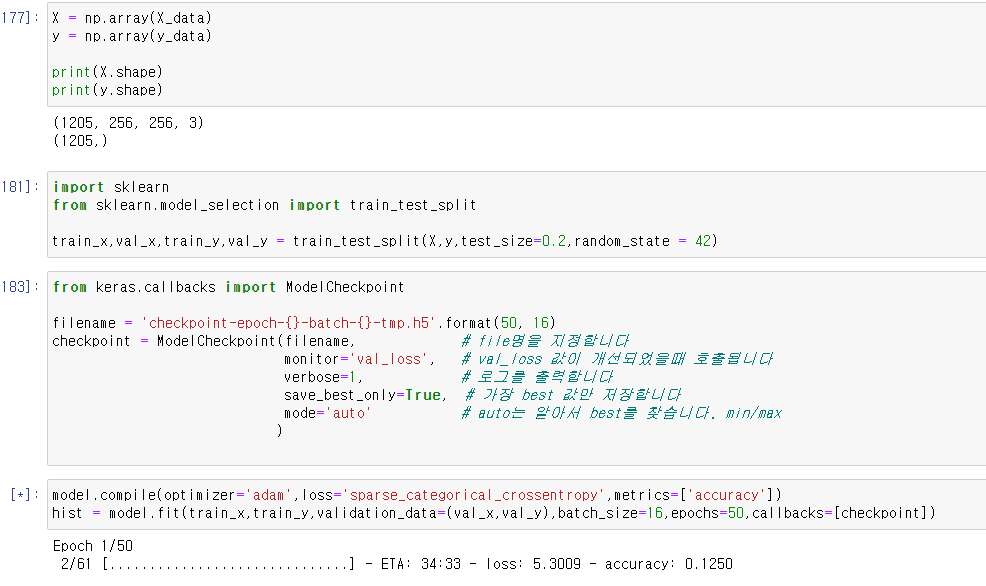 177]:
X = np.array(X_data)
y = np.array(y_data)
print(X.shape)
print(y.shape)
(1205, 256, 256, 3)
(1205,)
181]:
import sklearn
from sklearn.model_selection import train_test_split
train_x,val_x,train_y,val_y = train_test_split(X,y,test_size=0.2,random_state = 42)
183]:
from keras.callbacks import ModelCheckpoint
filename = 'checkpoint-epoch-{}-batch-{}-tmp.h5'.format(50, 16)
checkpoint = ModelCheckpoint(filename, # file명을 지정합니다
monitor='val_loss', # val_loss 값이 개선되었을때 호출됩니다
verbose=1, # 로그를 출력합니다
save_best_only=True, # 가장 best 값만 저장합니다
mode='auto' # auto는 알아서 best를 찾습니다. min/max
)
[*]:
model.compile(optimizer='adam',loss='sparse_categorical_crossentropy',metrics=['accuracy'])
hist = model.fit(train_x,train_y,validation_data=(val_x,val_y),batch_size=16,epochs=50,callbacks=[checkpoint])
Epoch 1/50
2/61 [..............................] - ETA: 34:33 - loss: 5.3009 - accuracy: 0.1250